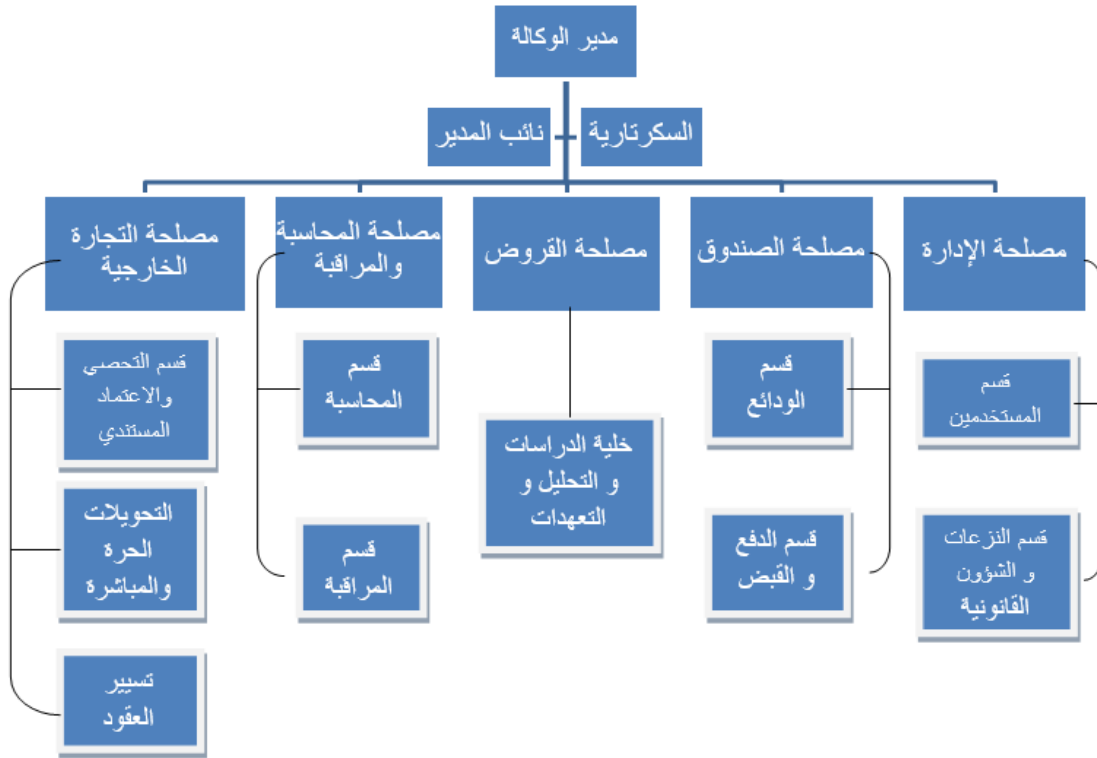 مدير الوكالة
السكرتارية
نائب المدير
مصلحة الإدارة
مصلحة الصندوق
مصلحة القروض
مصلحة المحاسبة
والمراقبة
مصلحة التجارة
الخارجية
قسم
المستخدمين
قسم النزعات
و الشؤون
القانونية
قسم
الودائع
قسم الدفع
و القبض
خلية الدراسات
و التحليل و
التعهدات
قسم
المحاسبة
قسم
المراقبة
قسم التحصي
والاعتماد
المستندي
التحويلات
الحرة
والمباشرة
تسيير
العقود